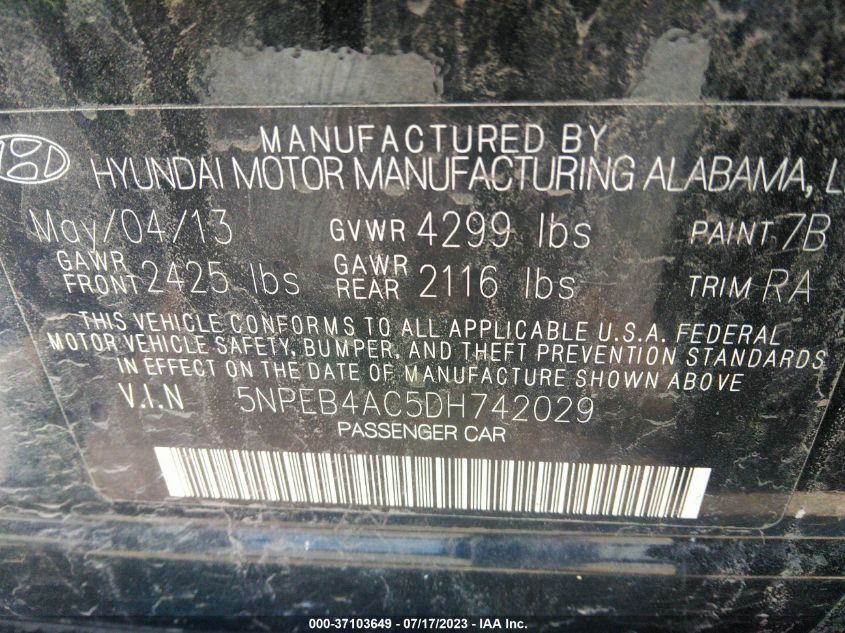 MANUFACTURED BY
HYUNDAI MOTOR MANUFACTURING ALABAMA, L
May/04/13 GVWR 4299 lbs PAINT 7B
GAWR FRONT 2425 lbs GAWR REAR 2116 lbs TRIM RA
THIS VEHICLE CONFORMS TO ALL APPLICABLE U.S.A. FEDERAL
MOTOR VEHICLE SAFETY, BUMPER, AND THEFT PREVENTION STANDARDS
IN EFFECT ON THE DATE OF MANUFACTURE SHOWN ABOVE
V.I.N 5NPEB4AC5DH742029
PASSENGER CAR
000-37103649 - 07/17/2023 - IAA Inc.